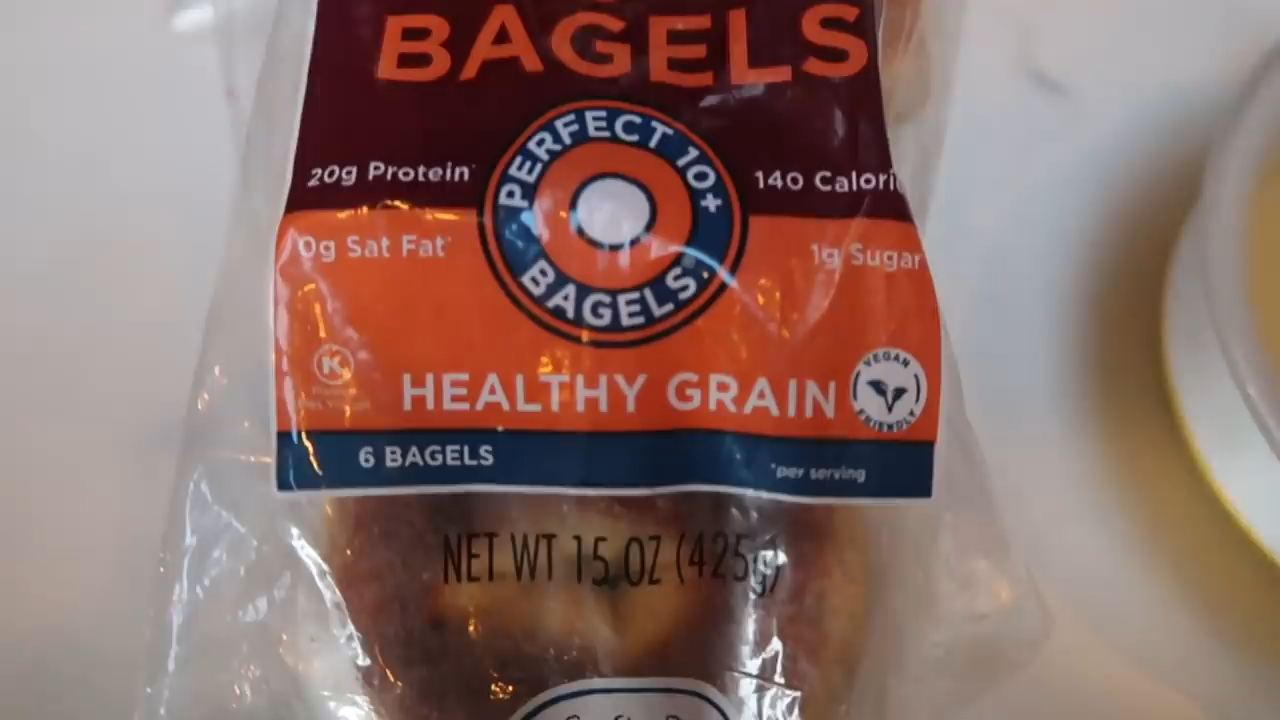 BAGELS
PERFECT 10+
BAGELS
20g Protein*
140 Calori
0g Sat Fat*
1g Sugar
K
HEALTHY GRAIN
VEGAN
FRIENDLY
6 BAGELS
*per serving
NET WT 15 OZ (425g)